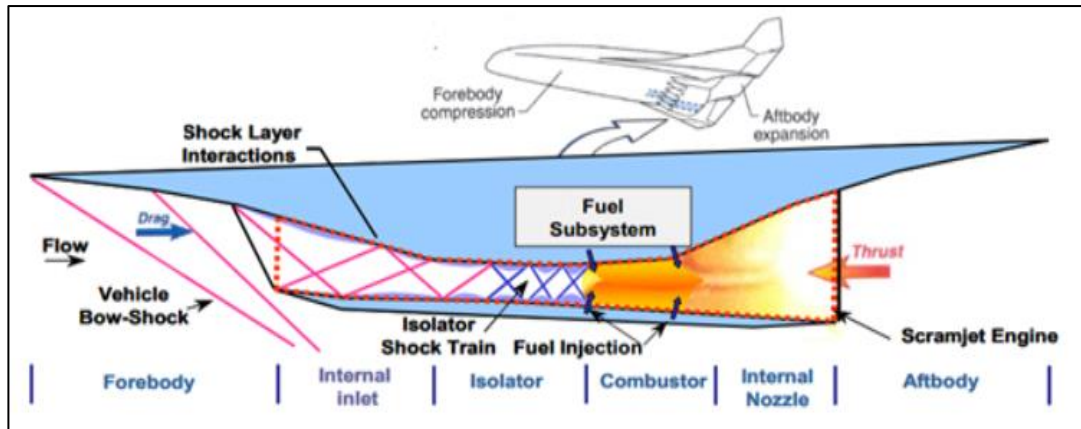 Forebody
compression
Aftbody
expansion
Shock Layer
Interactions
Fuel
Subsystem
Drag
Flow
Thrust
Vehicle
Bow-Shock
Isolator
Shock Train
Fuel Injection
Scramjet Engine
Forebody
Internal
inlet
Isolator
Combustor
Internal
Nozzle
Aftbody